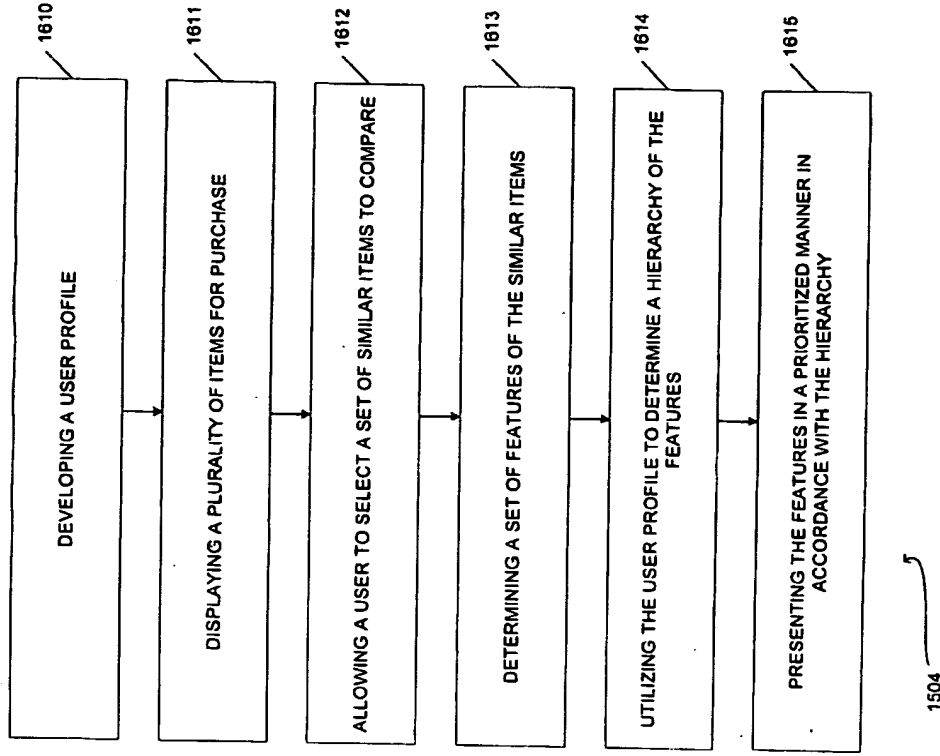 DEVELOPING A USER PROFILE
1610
DISPLAYING A PLURALITY OF ITEMS FOR PURCHASE
1611
ALLOWING A USER TO SELECT A SET OF SIMILAR ITEMS TO COMPARE
1612
DETERMINING A SET OF FEATURES OF THE SIMILAR ITEMS
1613
UTILIZING THE USER PROFILE TO DETERMINE A HIERARCHY OF THE
FEATURES
1614
PRESENTING THE FEATURES IN A PRIORITIZED MANNER IN
ACCORDANCE WITH THE HIERARCHY
1615
1504